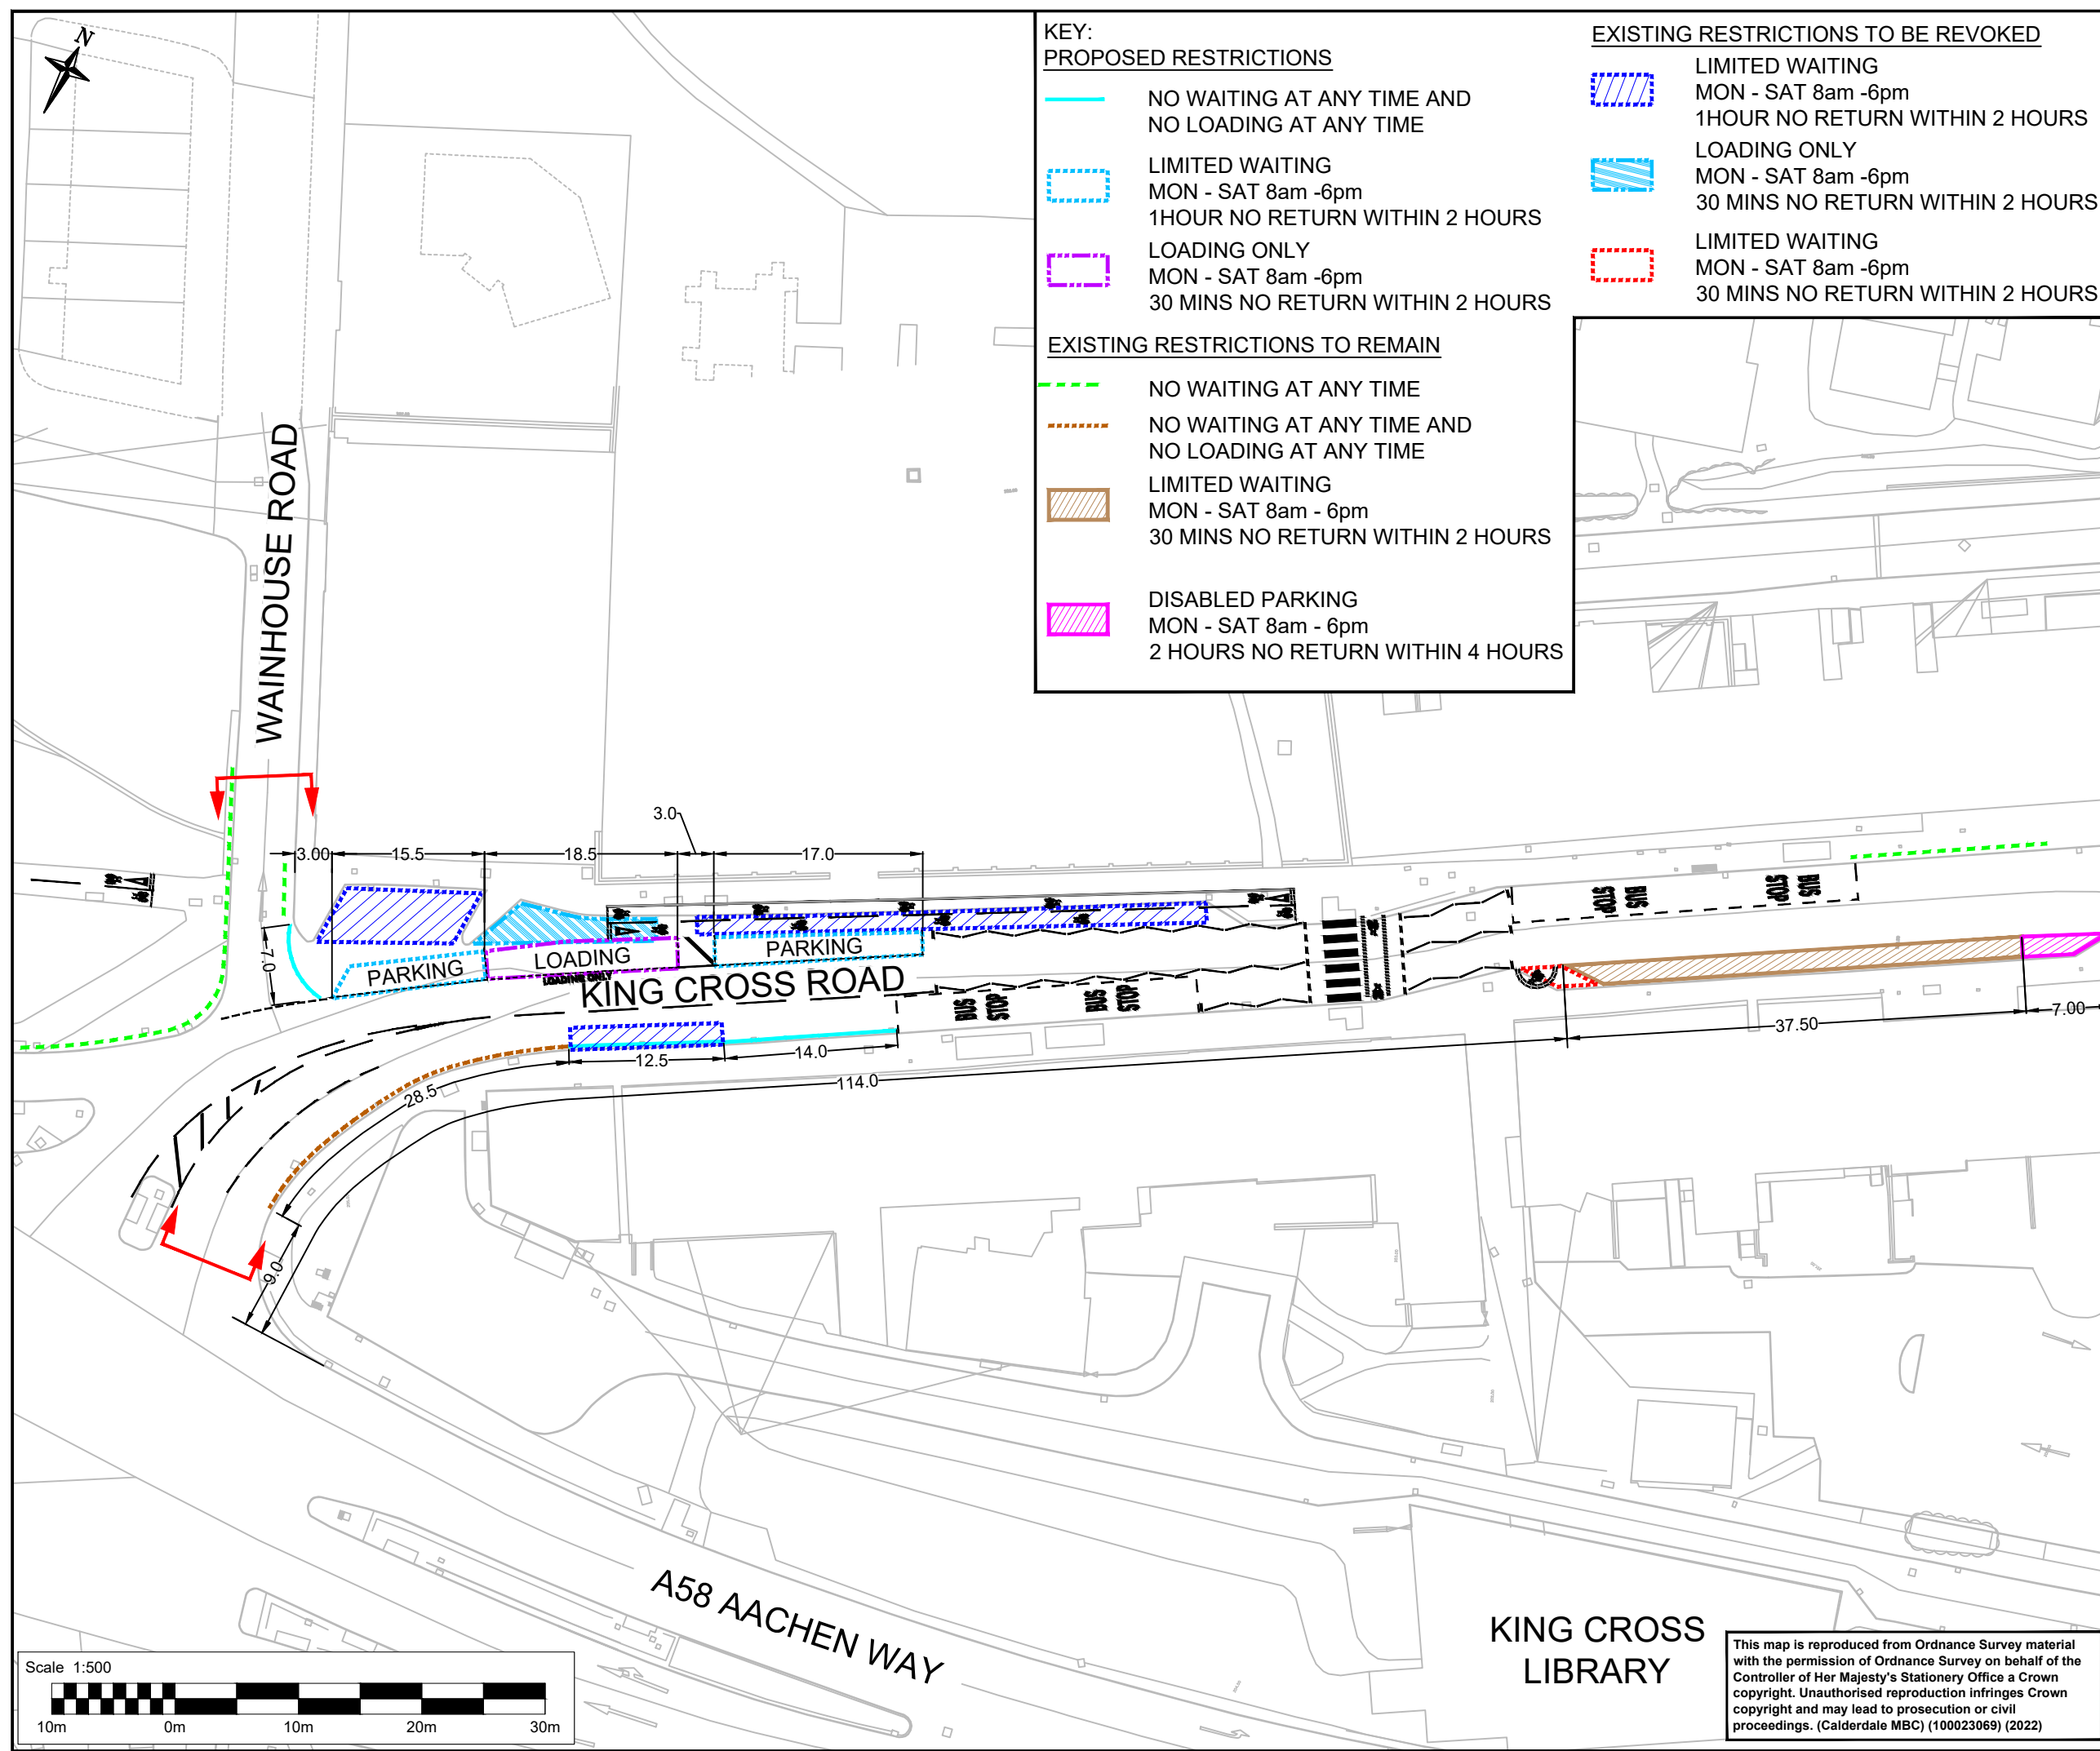 N
KEY:
PROPOSED RESTRICTIONS
NO WAITING AT ANY TIME AND
NO LOADING AT ANY TIME
LIMITED WAITING
MON - SAT 8am -6pm
1HOUR NO RETURN WITHIN 2 HOURS
LOADING ONLY
MON - SAT 8am -6pm
30 MINS NO RETURN WITHIN 2 HOURS
EXISTING RESTRICTIONS TO REMAIN
NO WAITING AT ANY TIME
NO WAITING AT ANY TIME AND
NO LOADING AT ANY TIME
LIMITED WAITING
MON - SAT 8am - 6pm
30 MINS NO RETURN WITHIN 2 HOURS
DISABLED PARKING
MON - SAT 8am - 6pm
2 HOURS NO RETURN WITHIN 4 HOURS
EXISTING RESTRICTIONS TO BE REVOKED
LIMITED WAITING
MON - SAT 8am -6pm
1HOUR NO RETURN WITHIN 2 HOURS
LOADING ONLY
MON - SAT 8am -6pm
30 MINS NO RETURN WITHIN 2 HOURS
LIMITED WAITING
MON - SAT 8am -6pm
30 MINS NO RETURN WITHIN 2 HOURS
WAINHOUSE ROAD
3.0
3.00
15.5
18.5
17.0
BUS
STOP
BUS
STOP
7.0
PARKING
LOADING
PARKING
LOADING ONLY
KING CROSS ROAD
BUS
STOP
BUS
STOP
12.5
14.0
28.5
114.0
37.50
7.00
9.0
A58 AACHEN WAY
KING CROSS
LIBRARY
Scale 1:500
10m
0m
10m
20m
30m
This map is reproduced from Ordnance Survey material
with the permission of Ordnance Survey on behalf of the
Controller of Her Majesty's Stationery Office a Crown
copyright. Unauthorised reproduction infringes Crown
copyright and may lead to prosecution or civil
proceedings. (Calderdale MBC) (100023069) (2022)